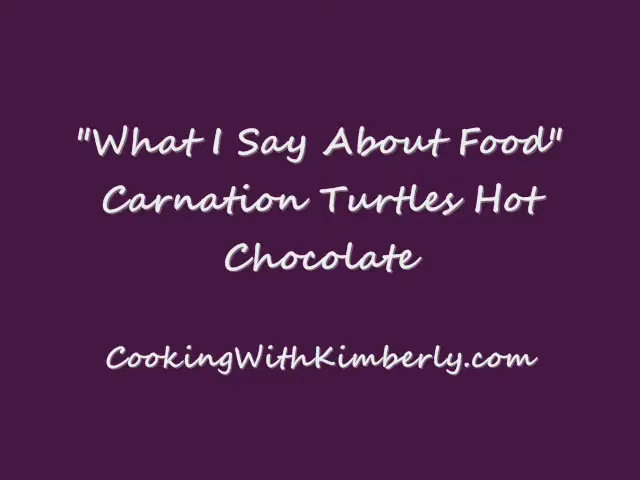 "What I Say About Food"
Carnation Turtles Hot
Chocolate
CookingWithKimberly.com